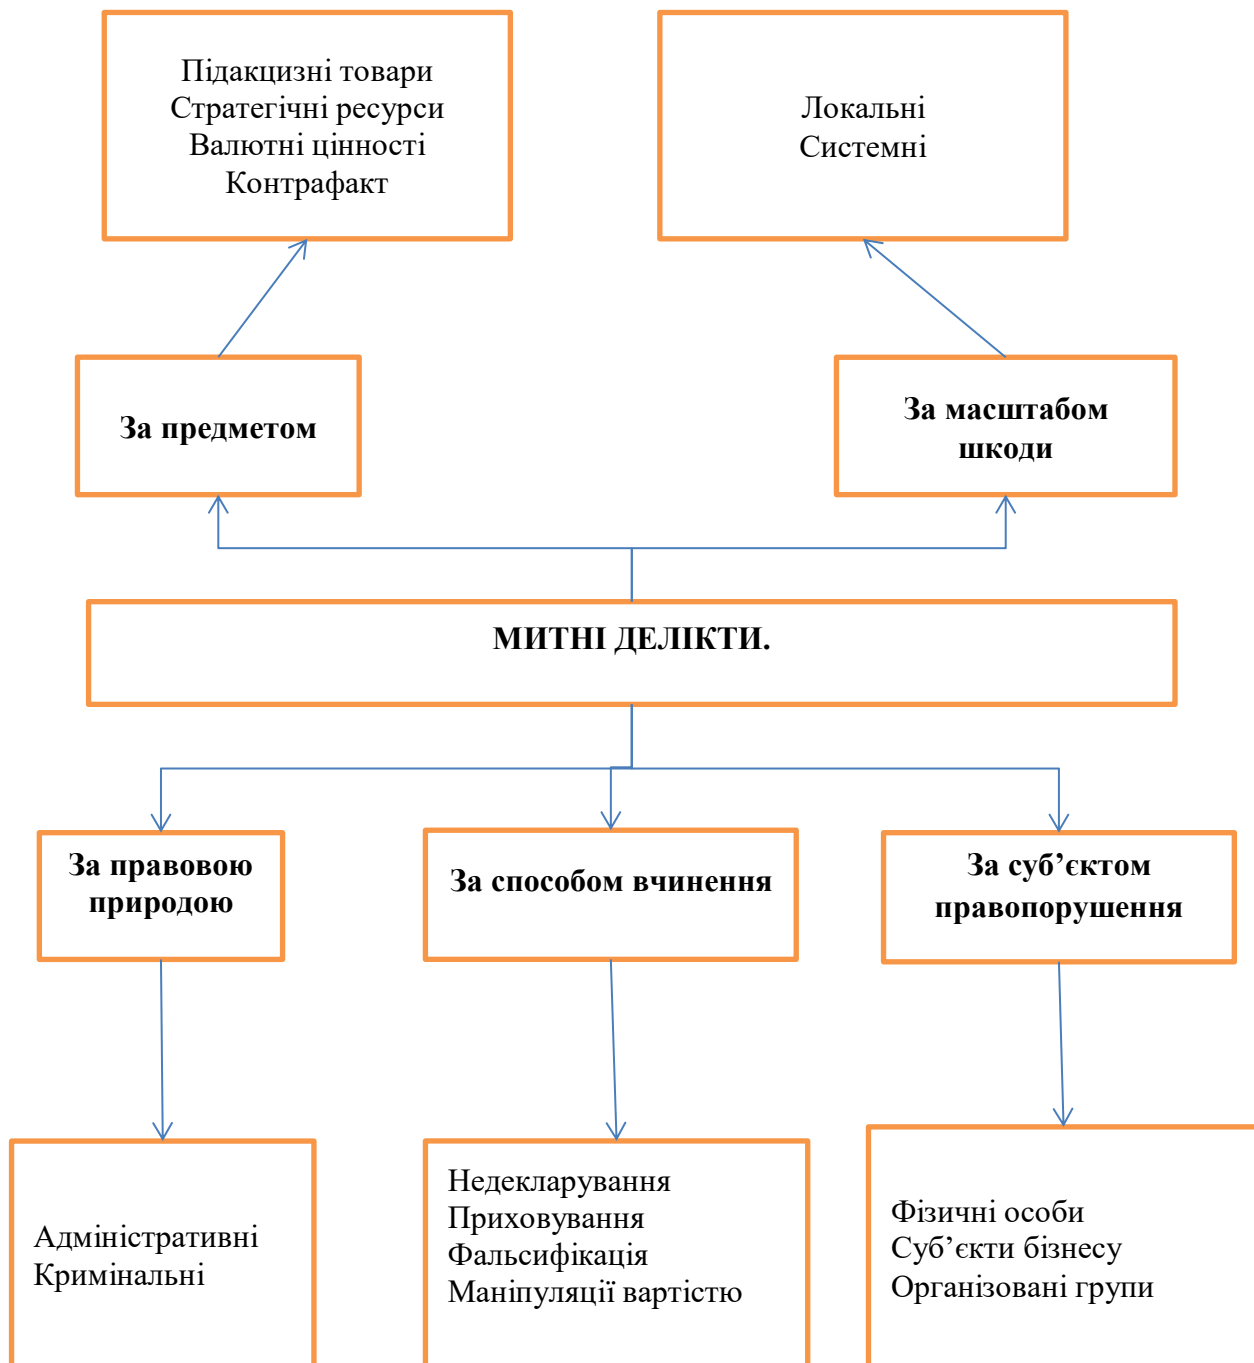 Підакцизні товари
Стратегічні ресурси
Валютні цінності
Контрафакт
Локальні
Системні
За предметом
За масштабом
шкоди
МИТНІ ДЕЛІКТИ.
За правовою
природою
За способом вчинення
За суб’єктом
правопорушення
Адміністративні
Кримінальні
Недекларування
Приховування
Фальсифікація
Маніпуляції вартістю
Фізичні особи
Суб’єкти бізнесу
Організовані групи